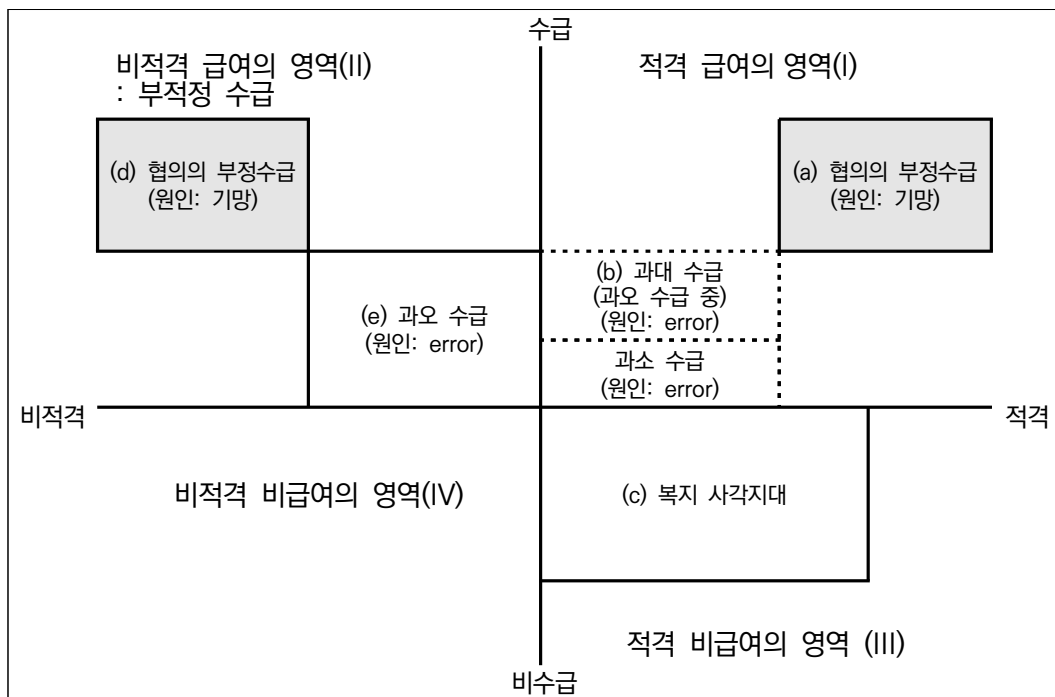 수급
비적격 급여의 영역(II)
: 부적정 수급
적격 급여의 영역(I)
(d) 협의의 부정수급
(원인: 기망)
(a) 협의의 부정수급
(원인: 기망)
(b) 과대 수급
(과오 수급 중)
(원인: error)
(e) 과오 수급
(원인: error)
과소 수급
(원인: error)
비적격
적격
비적격 비급여의 영역(IV)
(c) 복지 사각지대
적격 비급여의 영역 (III)
비수급